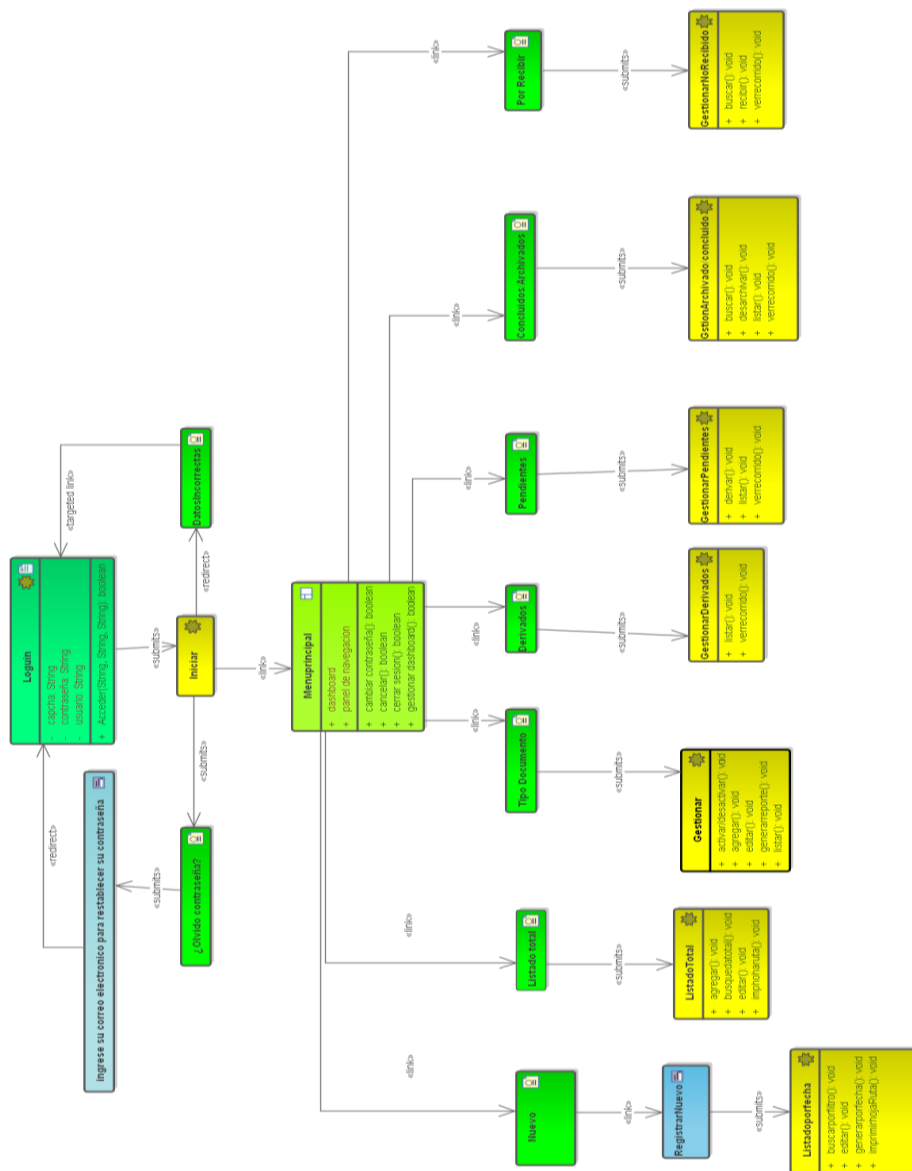 ingrese su correo electronico para restablecer su contraseña
«redirect»
Loguin
- capcha: String
- contraseña: String
- usuario: String
+ Acceder(String, String, String): boolean
«targeted link»
«submits»
¿Olvido contraseña?
«submits»
Iniciar
«submits»
«redirect»
DatosIncorrectas
«link»
Menuprincipal
+ dashboard
+ panel de navegacion
+ cambiar contraseña(): boolean
+ cancelar(): boolean
+ cerrar sesion(): boolean
+ gestionar dashboard(): boolean
«link»
«link»
«link»
«link»
«link»
«link»
«link»
Nuevo
Listado total
Tipo Documento
Derivados
Pendientes
Concluidos Archivados
Por Recibir
«link»
«submits»
«submits»
«submits»
«submits»
«submits»
«submits»
RegistrarNuevo
«submits»
Listadoporfecha
+ buscarporfiltro(): void
+ editar(): void
+ generarporfecha(): void
+ imprimirhojaRuta(): void
ListadoTotal
+ agregar(): void
+ busquedatotal(): void
+ editar(): void
+ imphojaruta(): void
Gestionar
+ activar/desactivar(): void
+ agregar(): void
+ editar(): void
+ generarreporte(): void
+ listar(): void
GestionarDerivados
+ listar(): void
+ verrecorrido(): void
GestionarPendientes
+ derivar(): void
+ listar(): void
+ verrecorrido(): void
GstionArchivado concluido
+ buscar(): void
+ desarchivar(): void
+ listar(): void
+ verrecorrido(): void
GestionarNoRecibido
+ buscar(): void
+ recibir(): void
+ verrecorrido(): void